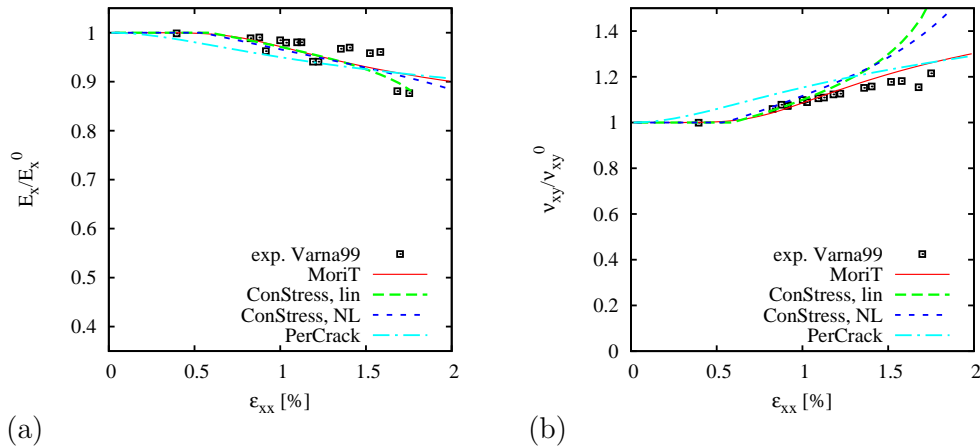 1
0.9
0.8
0.7
0.6
0.5
0.4
E_x/E_x^0
exp. Varna99
MoriT
ConStress, lin
ConStress, NL
PerCrack
0 0.5 1 1.5 2
ε_xx [%]
(a)
1.4
1.2
1
0.8
0.6
0.4
0.2
0
ν_xy/ν_xy^0
exp. Varna99
MoriT
ConStress, lin
ConStress, NL
PerCrack
0 0.5 1 1.5 2
ε_xx [%]
(b)